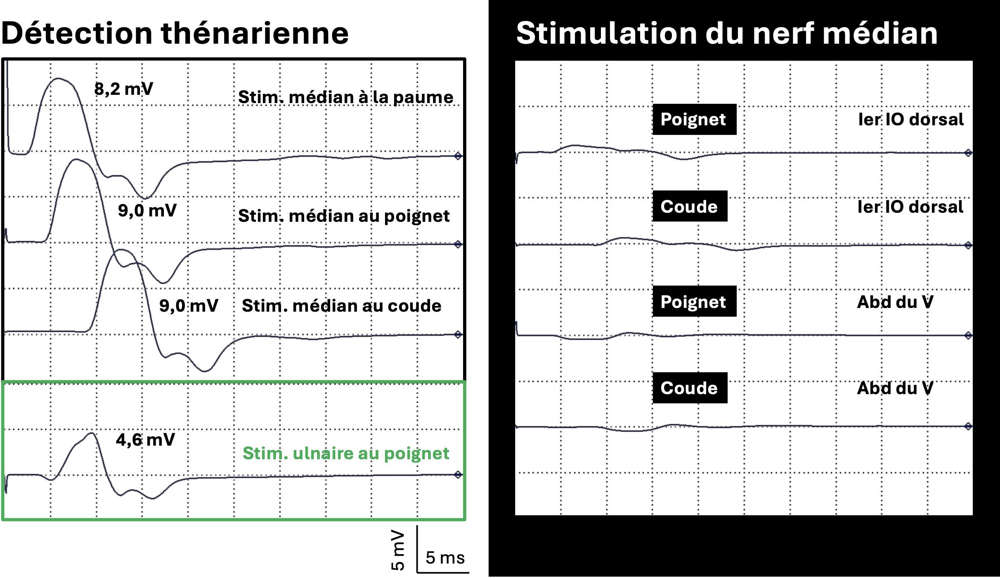 Détection thénarienne
8,2 mV
Stim. médian à la paume
9,0 mV
Stim. médian au poignet
9,0 mV
Stim. médian au coude
4,6 mV
Stim. ulnaire au poignet
5 mV
5 ms
Stimulation du nerf médian
Poignet
Ier IO dorsal
Coude
Ier IO dorsal
Poignet
Abd du V
Coude
Abd du V